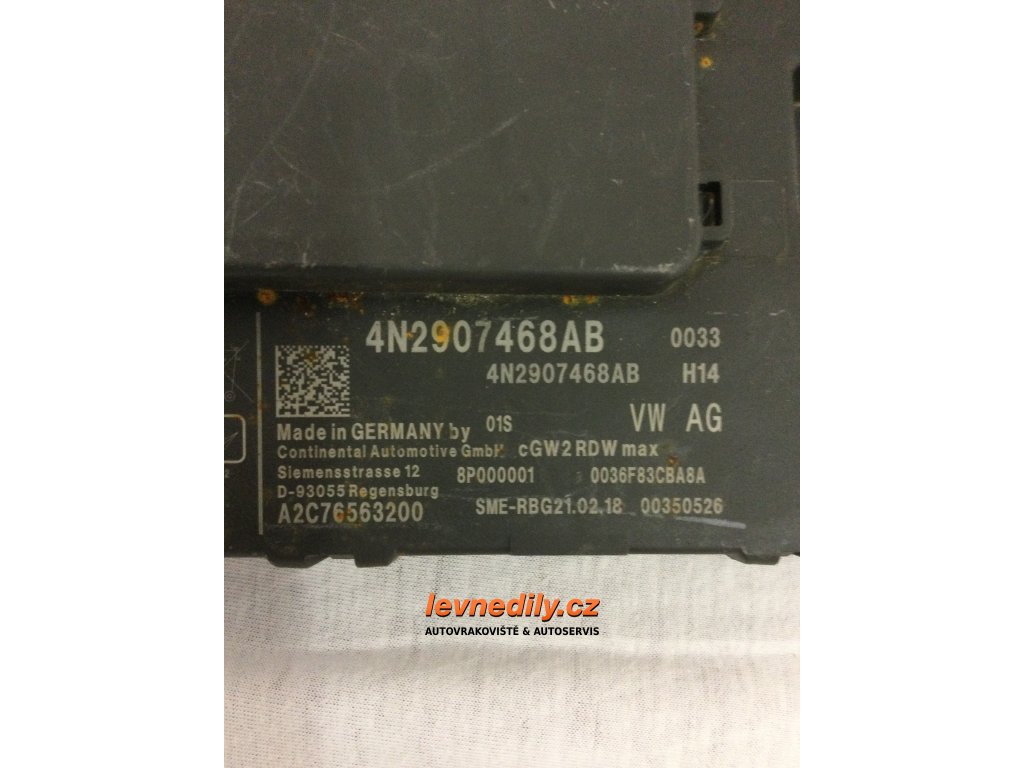 4N2907468AB 0033
4N2907468AB H14
01S VW AG
Made in GERMANY by
Continental Automotive GmbH cGW2 RDW max
Siemensstrasse 12 8P000001 0036F83CBA8A
D-93055 Regensburg
A2C76563200 SME-RBG21.02.18 00350526
levnedily.cz
AUTOVRAKOVIŠTĚ & AUTOSERVIS